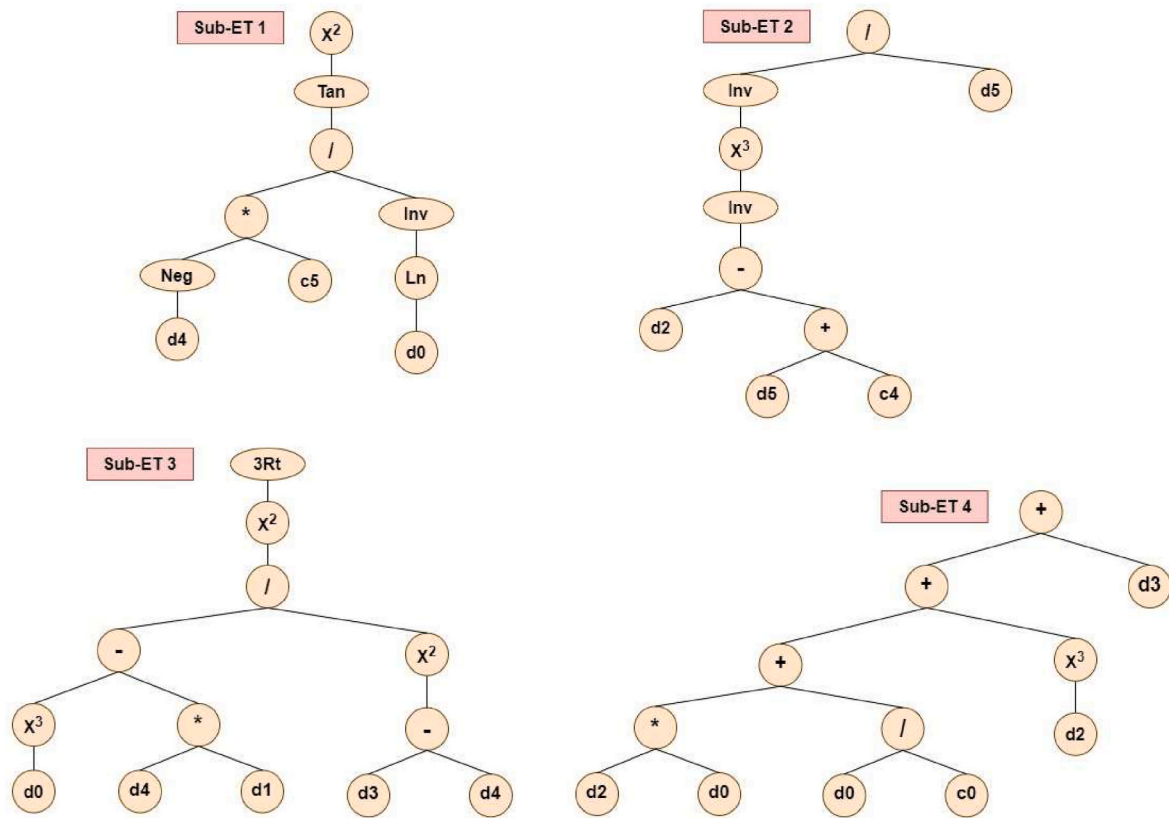 Sub-ET 1
X²
Tan
/
*
Inv
Neg
c5
Ln
d4
d0
Sub-ET 2
/
Inv
d5
X³
Inv
-
d2
+
d5
c4
Sub-ET 3
3Rt
X²
/
-
X²
X³
*
-
d0
d4
d1
d3
d4
Sub-ET 4
+
+
d3
+
X³
*
/
d2
d2
d0
d0
c0